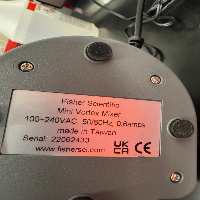 Fisher Scientific
Mini Vortex Mixer
100~240VAC, 50/60Hz, 0.6amps
made in Taiwan
Serial: 22062433
www.fishersci.com
UK
CA
CE